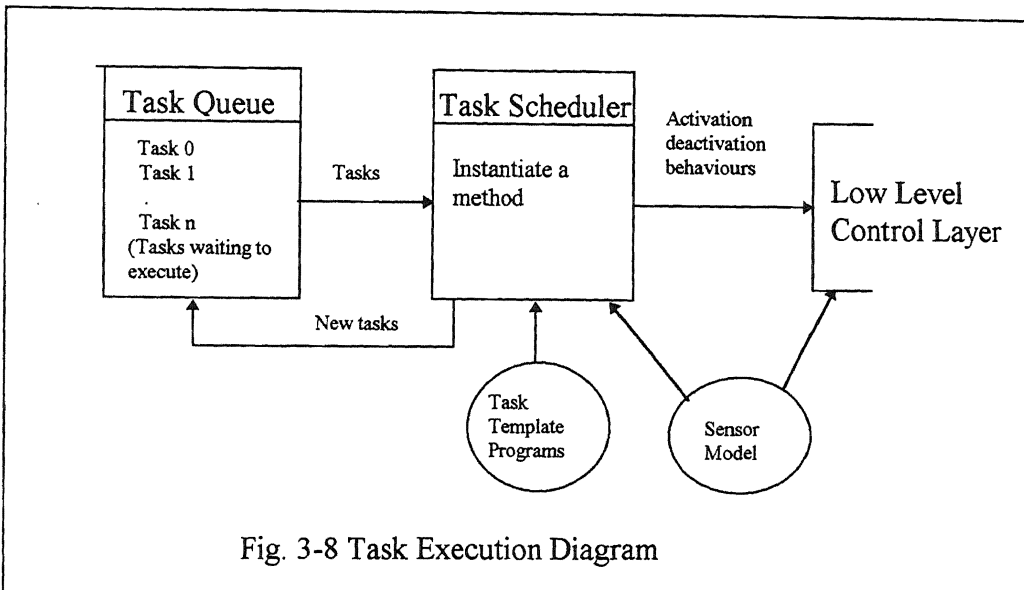 Task Queue
Task 0
Task 1
.
Task n
(Tasks waiting to
execute)
Tasks
New tasks
Task Scheduler
Instantiate a
method
Activation
deactivation
behaviours
Low Level
Control Layer
Task
Template
Programs
Sensor
Model
Fig. 3-8 Task Execution Diagram